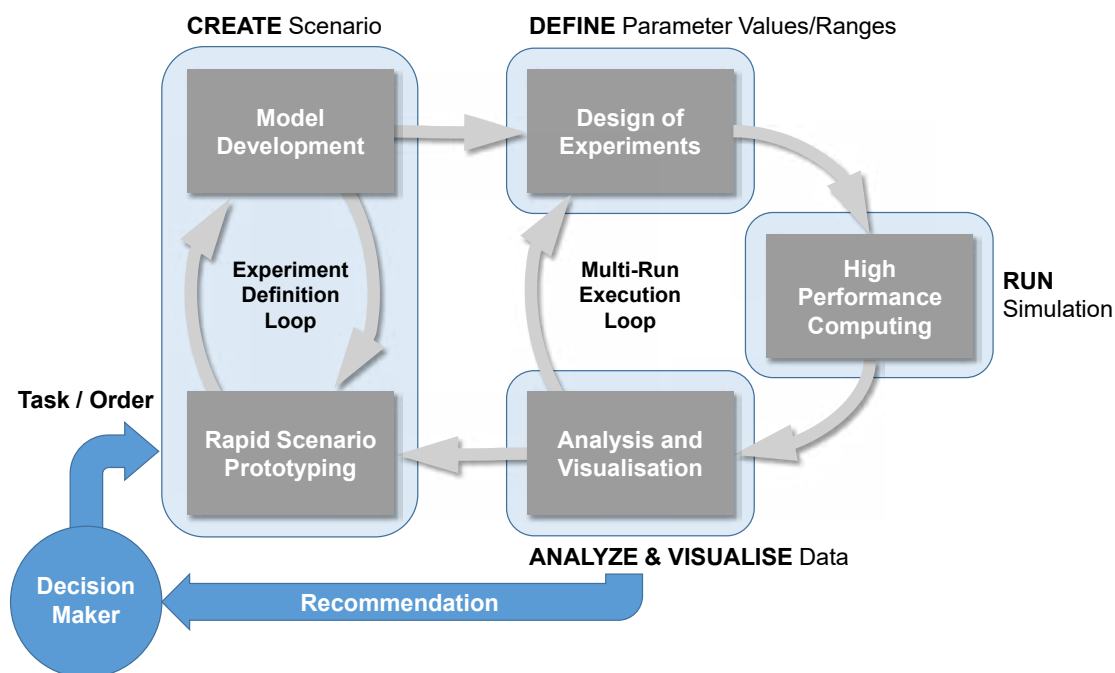 CREATE Scenario
DEFINE Parameter Values/Ranges
Model
Development
Design of
Experiments
Experiment
Definition
Loop
Multi-Run
Execution
Loop
High
Performance
Computing
RUN
Simulation
Task / Order
Rapid Scenario
Prototyping
Analysis and
Visualisation
ANALYZE & VISUALISE Data
Decision
Maker
Recommendation